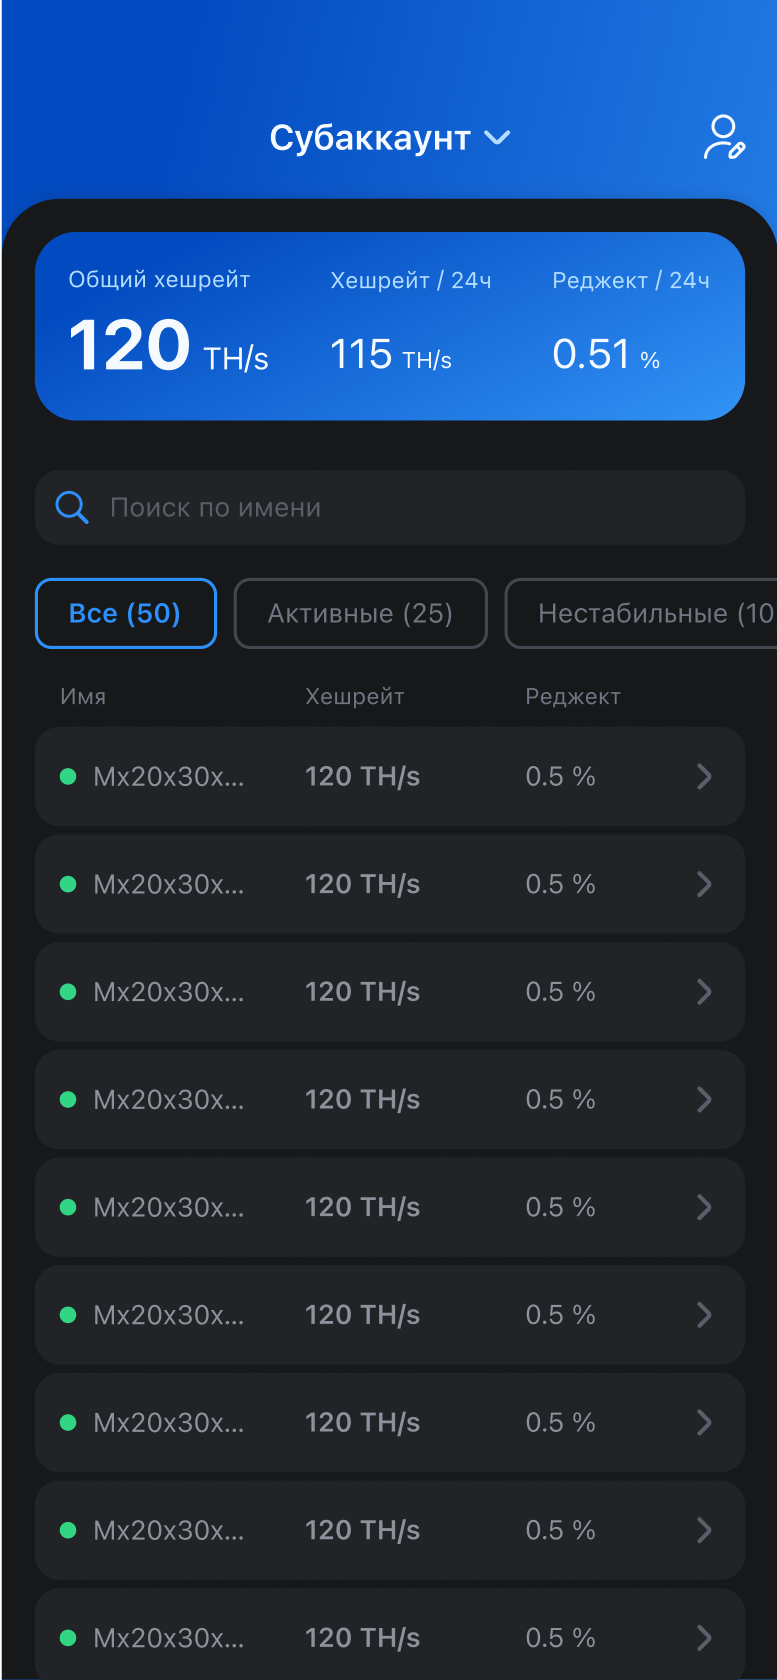 Субаккаунт
Общий хешрейт Хешрейт / 24ч Реджект / 24ч
120 TH/s 115 TH/s 0.51 %
Поиск по имени
Все (50) Активные (25) Нестабильные (10
Имя Хешрейт Реджект
Mx20x30x... 120 TH/s 0.5 %
Mx20x30x... 120 TH/s 0.5 %
Mx20x30x... 120 TH/s 0.5 %
Mx20x30x... 120 TH/s 0.5 %
Mx20x30x... 120 TH/s 0.5 %
Mx20x30x... 120 TH/s 0.5 %
Mx20x30x... 120 TH/s 0.5 %
Mx20x30x... 120 TH/s 0.5 %
Mx20x30x... 120 TH/s 0.5 %